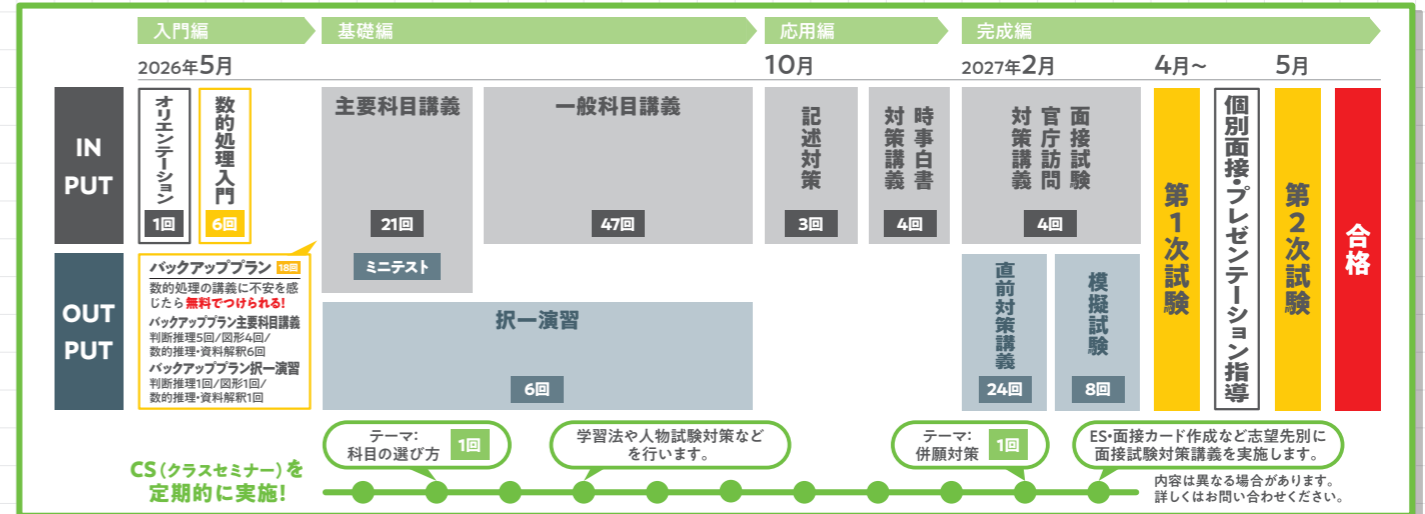 入門編
基礎編
応用編
完成編
2026年5月
10月
2027年2月
4月～
5月
IN
PUT
オリエンテーション
1回
数的処理入門
6回
主要科目講義
21回
ミニテスト
一般科目講義
47回
記述対策
3回
時事白書
対策講義
4回
面接試験
官庁訪問
対策講義
4回
第1次試験
個別面接・プレゼンテーション指導
第2次試験
合格
OUT
PUT
バックアッププラン 18回
数的処理の講義に不安を感
じたら無料でつけられる!
バックアッププラン主要科目講義
判断推理5回/図形4回/
数的推理・資料解釈6回
バックアッププラン択一演習
判断推理1回/図形1回/
数的推理・資料解釈1回
択一演習
6回
直前対策講義
24回
模擬試験
8回
CS(クラスセミナー)を
定期的に実施!
テーマ:
科目の選び方 1回
学習法や人物試験対策など
を行います。
テーマ:
併願対策 1回
ES・面接カード作成など志望先別に
面接試験対策講義を実施します。
内容は異なる場合があります。
詳しくはお問い合わせください。